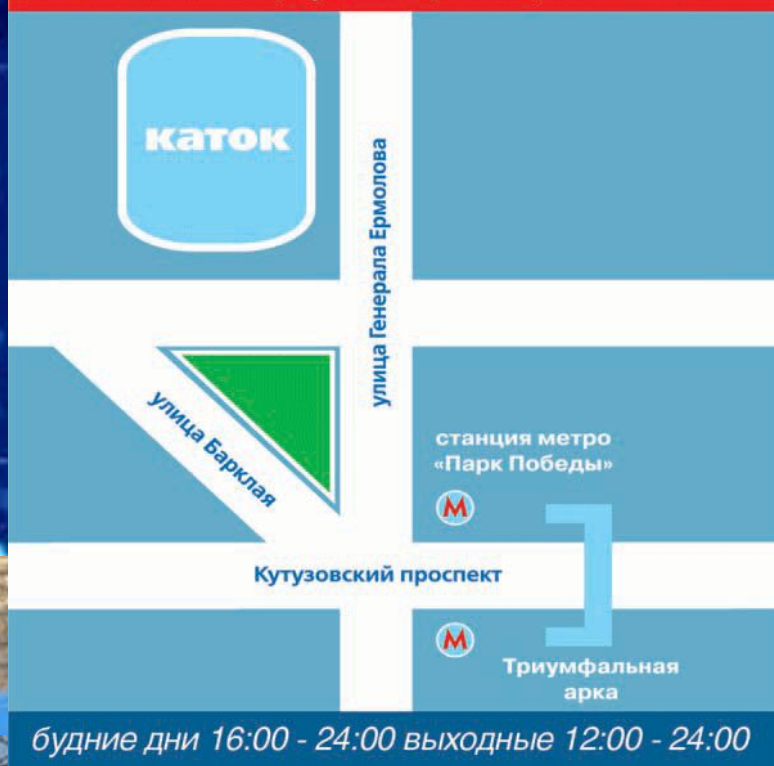 каток
улица Генерала Ермолова
улица Барклая
станция метро
«Парк Победы»
М
Кутузовский проспект
М
Триумфальная
арка
будние дни 16:00 - 24:00 выходные 12:00 - 24:00